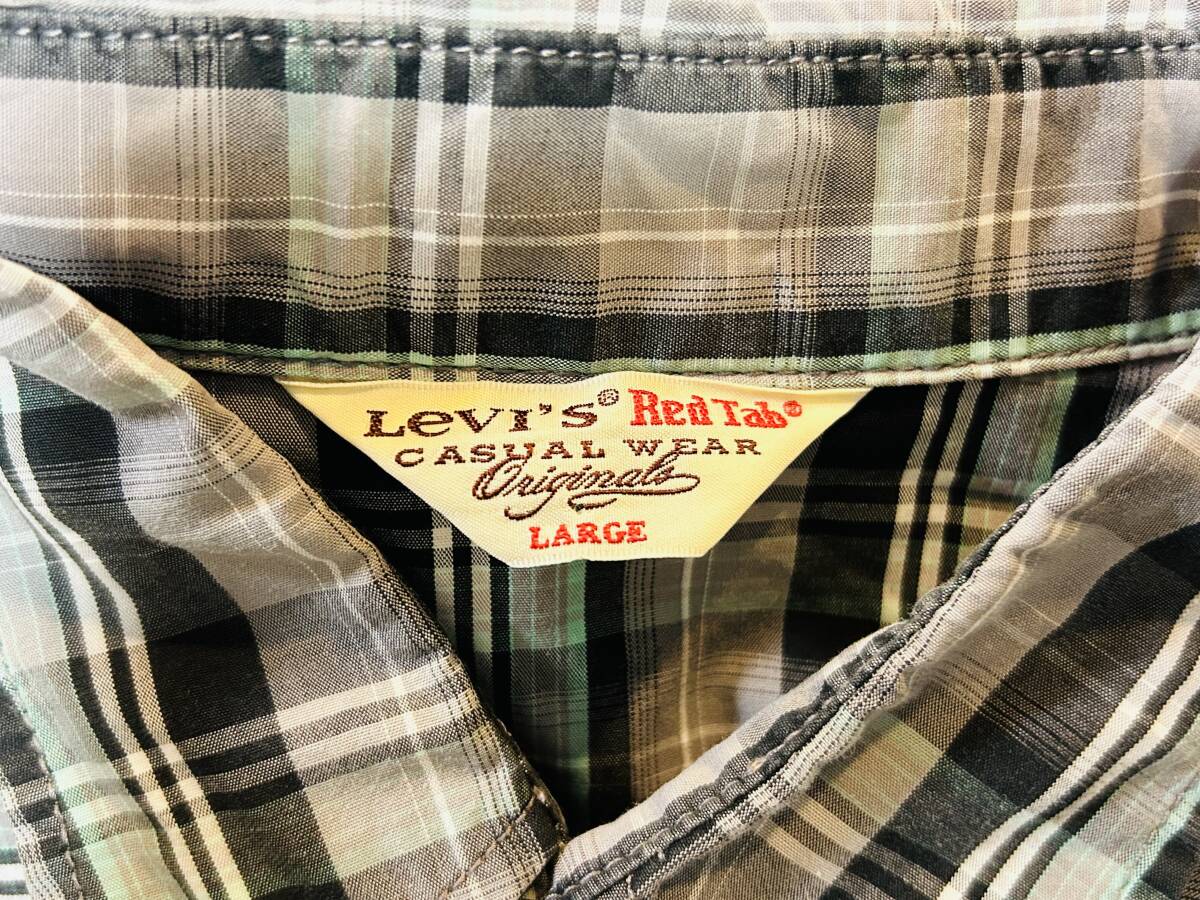 LEVI'S® Red Tab®
CASUAL WEAR
Originals
LARGE